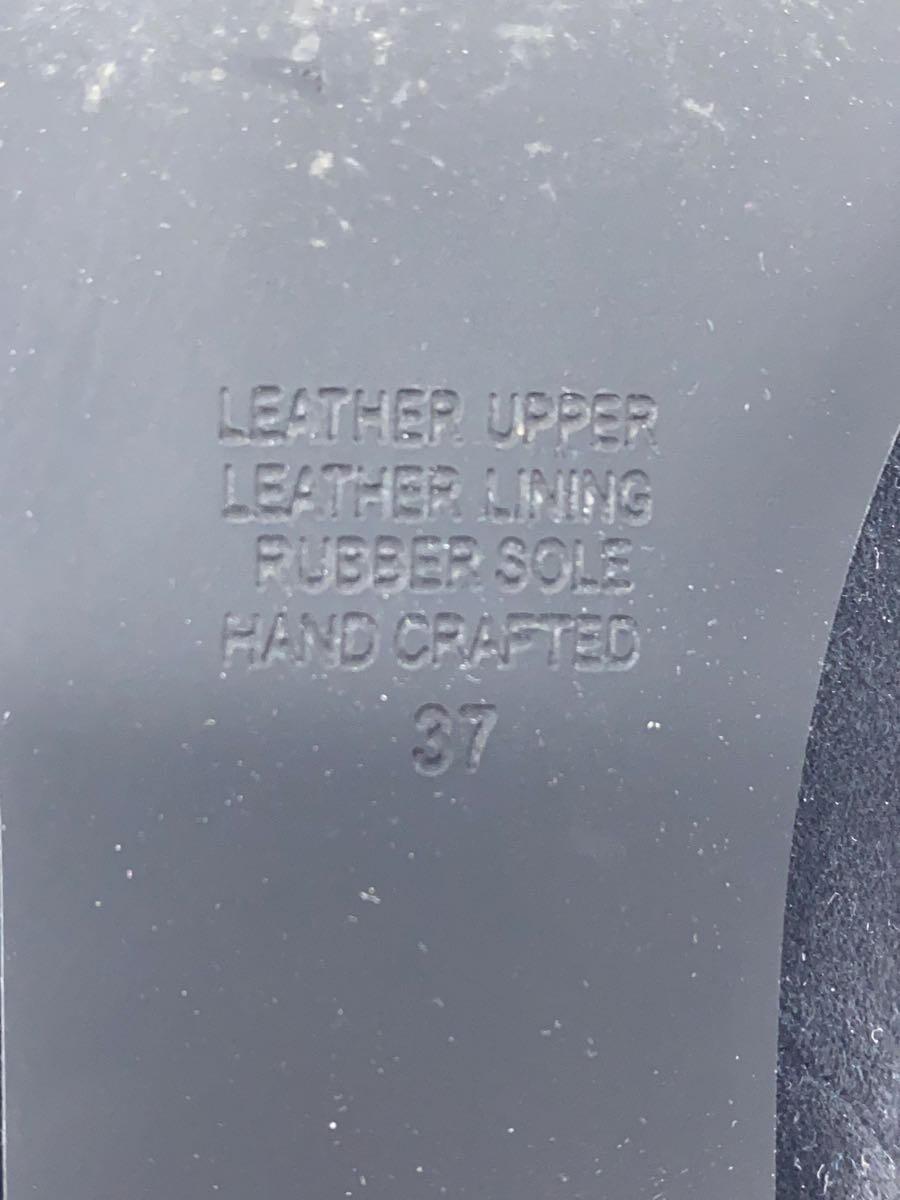 LEATHER UPPER
LEATHER LINING
RUBBER SOLE
HAND CRAFTED
37